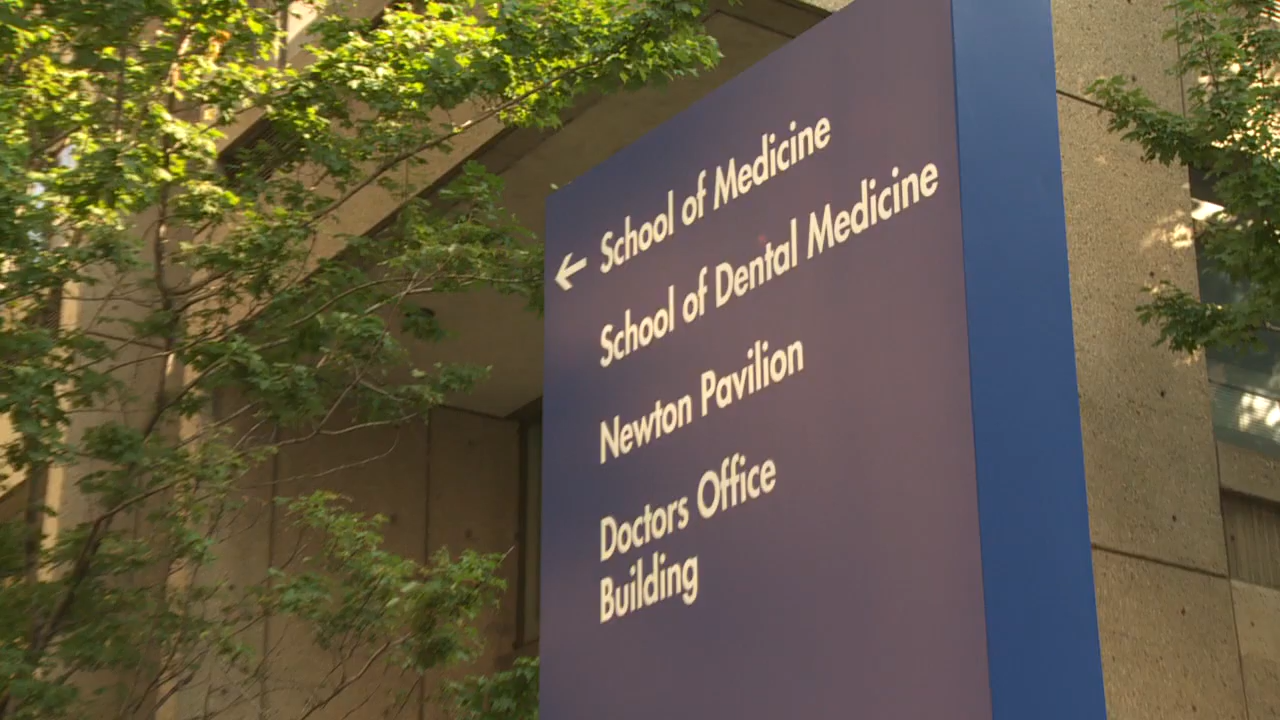 ← School of Medicine
School of Dental Medicine
Newton Pavilion
Doctors Office
Building